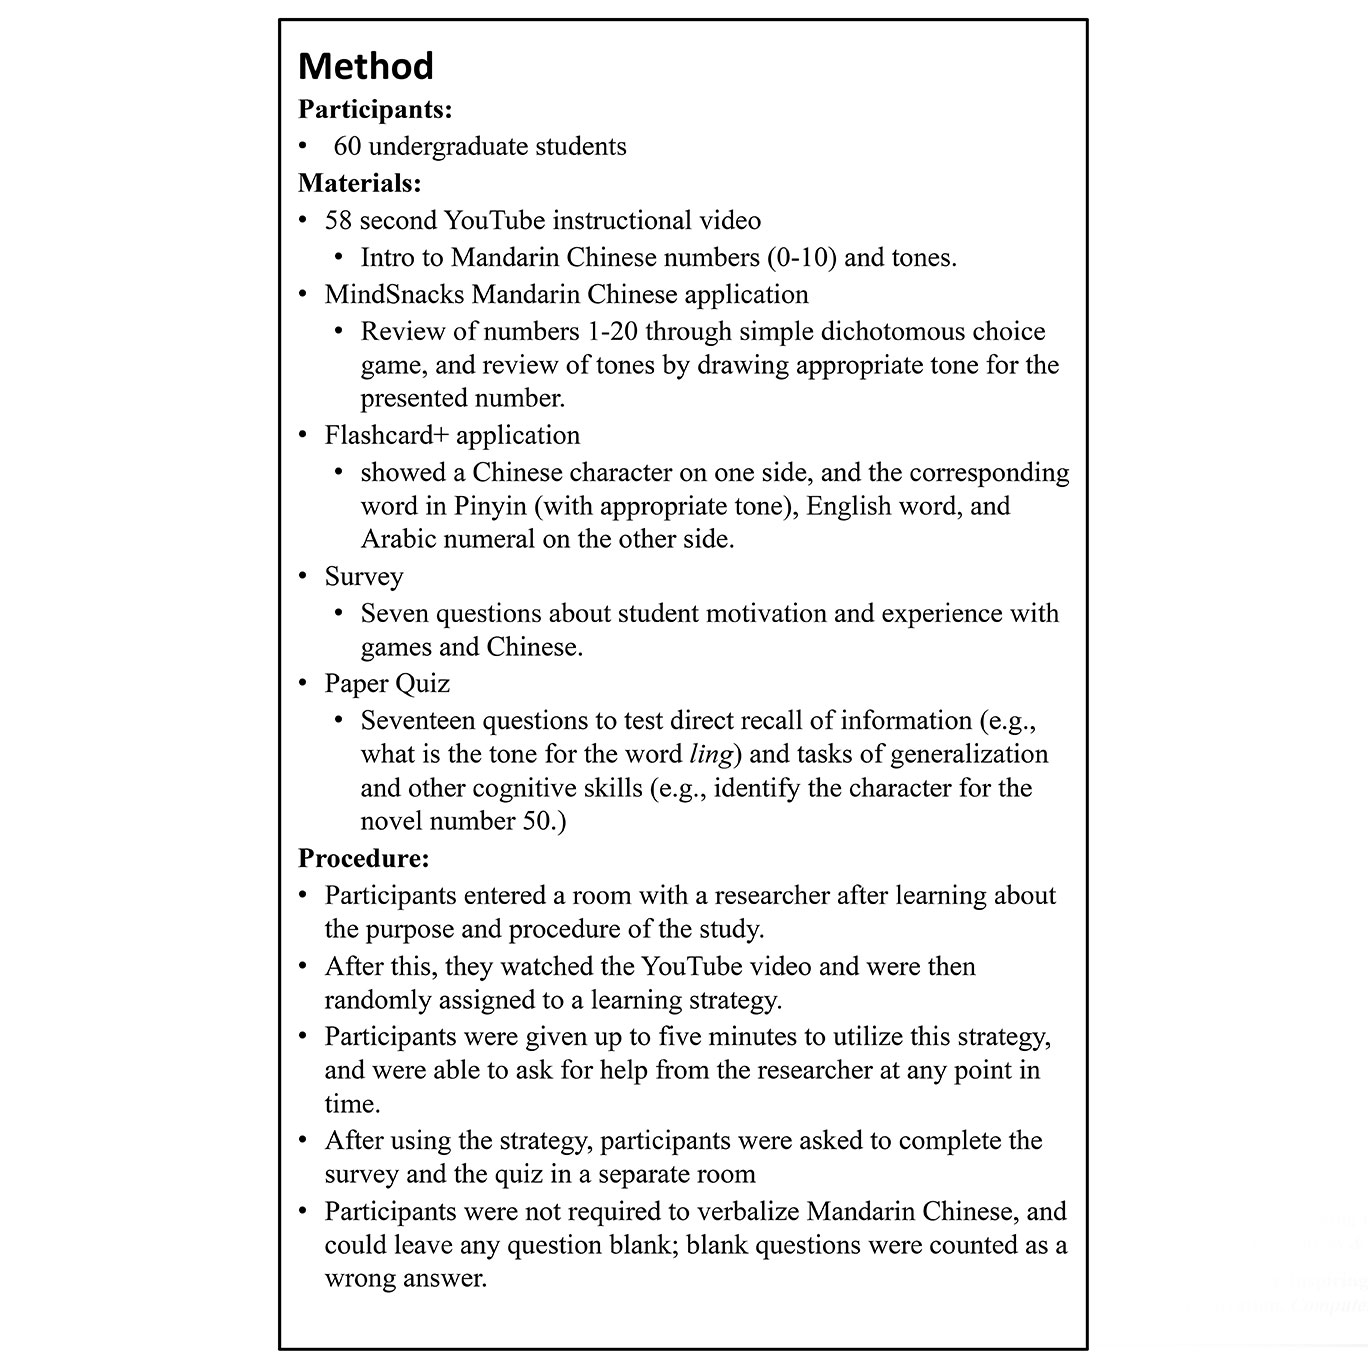 Method
Participants:
• 60 undergraduate students
Materials:
• 58 second YouTube instructional video
• Intro to Mandarin Chinese numbers (0-10) and tones.
• MindSnacks Mandarin Chinese application
• Review of numbers 1-20 through simple dichotomous choice
game, and review of tones by drawing appropriate tone for the
presented number.
• Flashcard+ application
• showed a Chinese character on one side, and the corresponding
word in Pinyin (with appropriate tone), English word, and
Arabic numeral on the other side.
• Survey
• Seven questions about student motivation and experience with
games and Chinese.
• Paper Quiz
• Seventeen questions to test direct recall of information (e.g.,
what is the tone for the word ling) and tasks of generalization
and other cognitive skills (e.g., identify the character for the
novel number 50.)
Procedure:
• Participants entered a room with a researcher after learning about
the purpose and procedure of the study.
• After this, they watched the YouTube video and were then
randomly assigned to a learning strategy.
• Participants were given up to five minutes to utilize this strategy,
and were able to ask for help from the researcher at any point in
time.
• After using the strategy, participants were asked to complete the
survey and the quiz in a separate room
• Participants were not required to verbalize Mandarin Chinese, and
could leave any question blank; blank questions were counted as a
wrong answer.